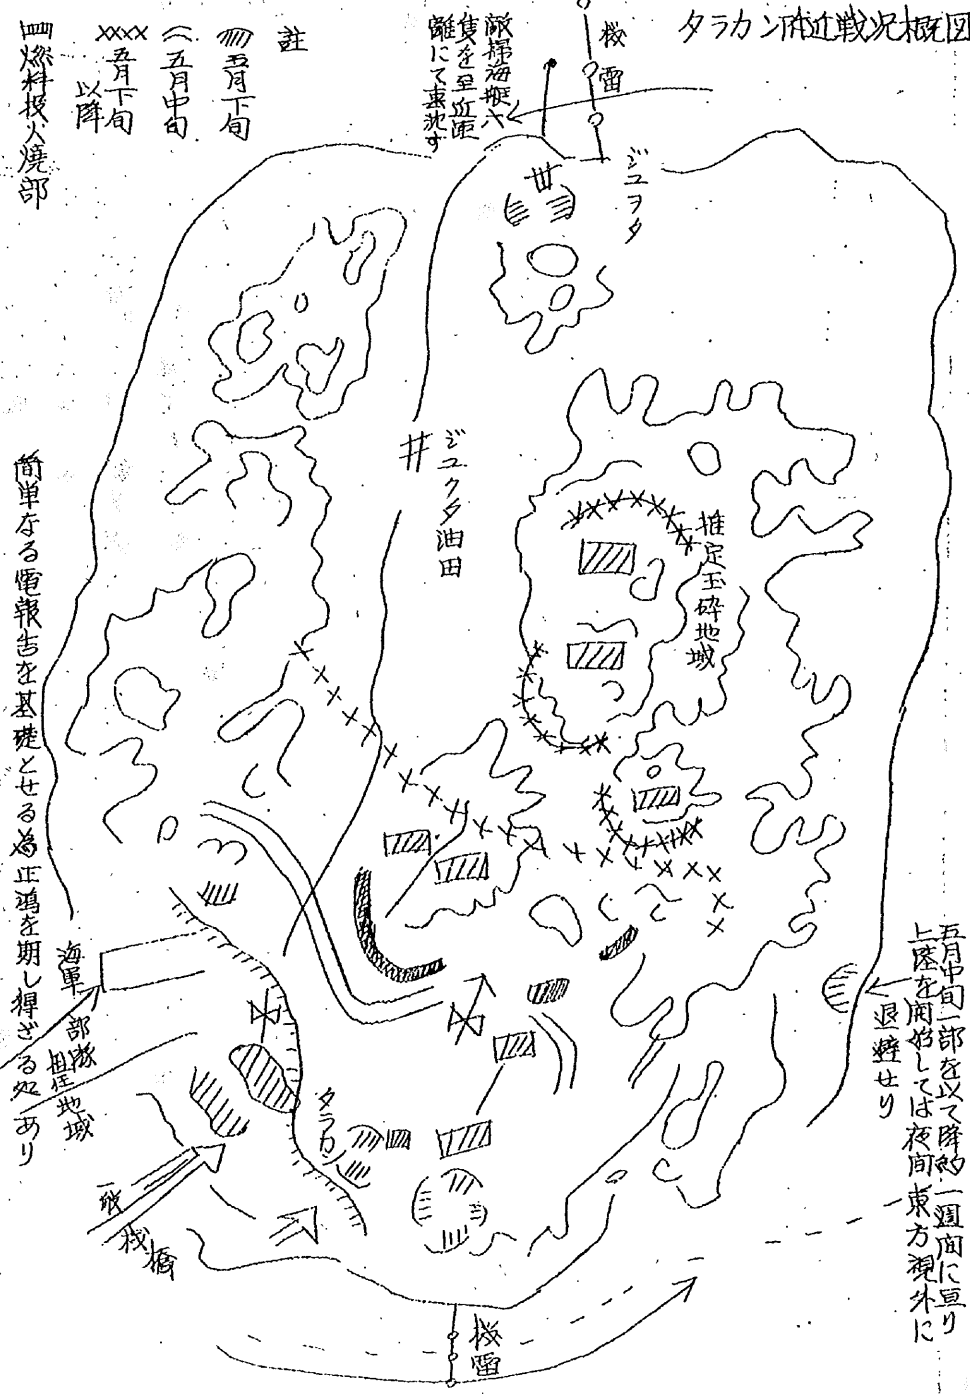 タラカン附近戦況概図
機雷
敵掃海艇六
隻を至近距
離にて轟沈す
註
五月下旬
五月中旬
xxxx 五月下旬
以降
燃料投火焼部
ジユヲタ
ジユクタ油田
推定玉砕地域
簡単なる電報告を基礎とせる為正鵠を期し得ざる処あり
海軍部隊
担任地域
タラカン
桟橋
機雷
五月中旬一部を以て降約一週間に亘り
上陸を開始しては夜間東方視外に
退避せり